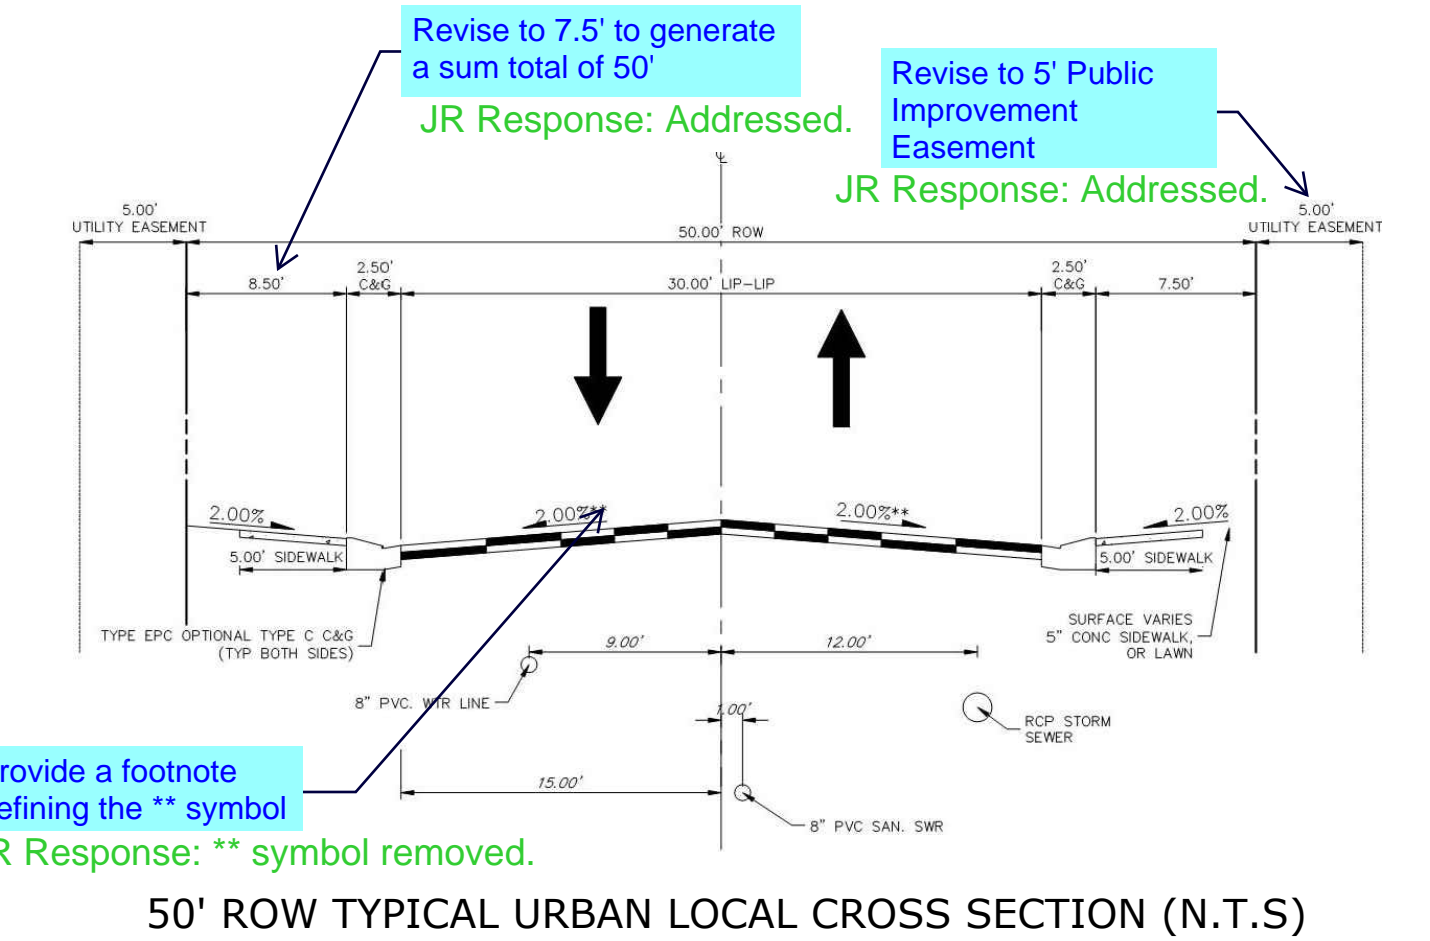 Revise to 7.5' to generate
a sum total of 50'
JR Response: Addressed.
Revise to 5' Public
Improvement
Easement
JR Response: Addressed.
℄
5.00'
UTILITY EASEMENT
50.00' ROW
5.00'
UTILITY EASEMENT
8.50'
2.50'
C&G
30.00' LIP-LIP
2.50'
C&G
7.50'
2.00%
2.00%**
2.00%**
2.00%
5.00' SIDEWALK
5.00' SIDEWALK
TYPE EPC OPTIONAL TYPE C C&G
(TYP BOTH SIDES)
9.00'
12.00'
SURFACE VARIES
5" CONC SIDEWALK,
OR LAWN
8" PVC. WTR LINE
1.00'
RCP STORM
SEWER
rovide a footnote
efining the ** symbol
15.00'
8" PVC SAN. SWR
R Response: ** symbol removed.
50' ROW TYPICAL URBAN LOCAL CROSS SECTION (N.T.S)